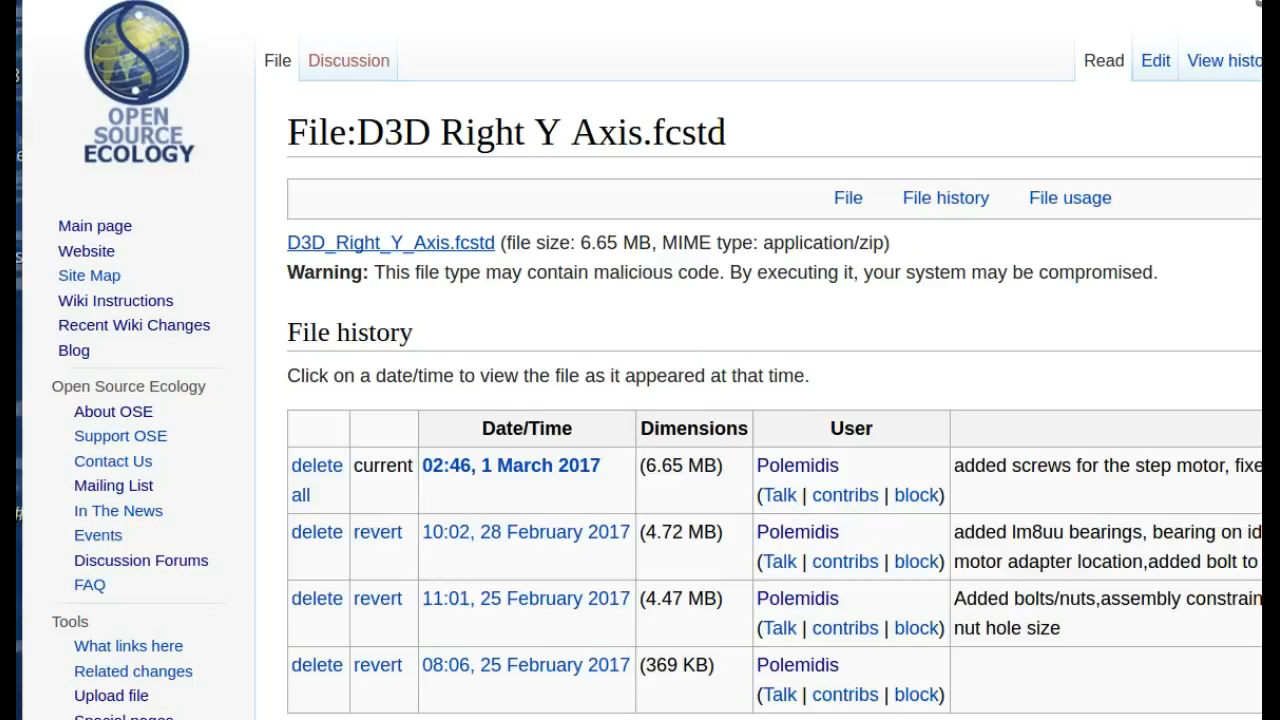 OPEN
SOURCE
ECOLOGY
File Discussion Read Edit View histo
File:D3D Right Y Axis.fcstd
File File history File usage
D3D_Right_Y_Axis.fcstd (file size: 6.65 MB, MIME type: application/zip)
Warning: This file type may contain malicious code. By executing it, your system may be compromised.
File history
Click on a date/time to view the file as it appeared at that time.
Date/Time Dimensions User
delete all current 02:46, 1 March 2017 (6.65 MB) Polemidis (Talk | contribs | block) added screws for the step motor, fixe
delete revert 10:02, 28 February 2017 (4.72 MB) Polemidis (Talk | contribs | block) added lm8uu bearings, bearing on id motor adapter location,added bolt to
delete revert 11:01, 25 February 2017 (4.47 MB) Polemidis (Talk | contribs | block) Added bolts/nuts,assembly constrain nut hole size
delete revert 08:06, 25 February 2017 (369 KB) Polemidis (Talk | contribs | block)
Main page
Website
Site Map
Wiki Instructions
Recent Wiki Changes
Blog
Open Source Ecology
About OSE
Support OSE
Contact Us
Mailing List
In The News
Events
Discussion Forums
FAQ
Tools
What links here
Related changes
Upload file
Special pages